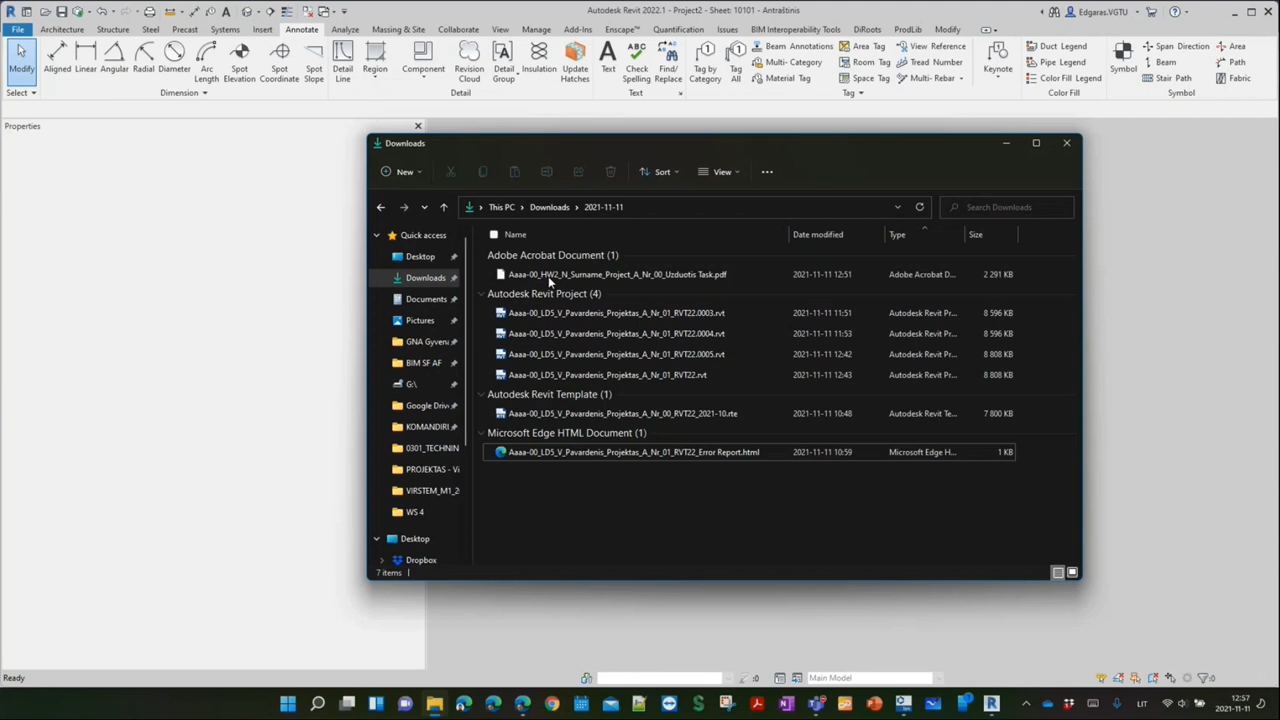 Autodesk Revit 2022.1 - Project2 - Sheet: 10101 - Antraštinis
Edgaras.VGTU
File Architecture Structure Steel Precast Systems Insert Annotate Analyze Massing & Site Collaborate View Manage Add-Ins Enscape™ Quantification Issues BIM Interoperability Tools DiRoots ProdLib Modify
Modify Aligned Linear Angular Radial Diameter Arc Length Spot Elevation Spot Coordinate Spot Slope
Detail Line Region Component Revision Cloud Detail Group Insulation Update Hatches
Text Check Spelling Find/ Replace Tag by Category Tag All
Beam Annotations Area Tag View Reference
Multi- Category Room Tag Tread Number
Material Tag Space Tag Multi- Rebar
Keynote
Duct Legend
Pipe Legend
Color Fill Legend
Symbol
Span Direction Area
Beam Path
Stair Path Fabric
Select Dimension Detail Text Tag Color Fill Symbol
Properties
Downloads
New Sort View
This PC Downloads 2021-11-11 Search Downloads
Name Date modified Type Size
Quick access
Desktop
Downloads
Documents
Pictures
GNA Gyvena
BIM SF AF
G:\
Google Drive
KOMANDIRI
0301_TECHNIN
PROJEKTAS - Vi
VIRSTEM_M1_2
WS 4
Desktop
Dropbox
Adobe Acrobat Document (1)
Aaaa-00_HW2_N_Surname_Project_A_Nr_00_Uzduotis Task.pdf 2021-11-11 12:51 Adobe Acrobat D... 2 291 KB
Autodesk Revit Project (4)
Aaaa-00_LD5_V_Pavardenis_Projektas_A_Nr_01_RVT22.0003.rvt 2021-11-11 11:51 Autodesk Revit Pr... 8 596 KB
Aaaa-00_LD5_V_Pavardenis_Projektas_A_Nr_01_RVT22.0004.rvt 2021-11-11 11:53 Autodesk Revit Pr... 8 596 KB
Aaaa-00_LD5_V_Pavardenis_Projektas_A_Nr_01_RVT22.0005.rvt 2021-11-11 12:42 Autodesk Revit Pr... 8 808 KB
Aaaa-00_LD5_V_Pavardenis_Projektas_A_Nr_01_RVT22.rvt 2021-11-11 12:43 Autodesk Revit Pr... 8 808 KB
Autodesk Revit Template (1)
Aaaa-00_LD5_V_Pavardenis_Projektas_A_Nr_00_RVT22_2021-10.rte 2021-11-11 10:48 Autodesk Revit Te... 7 800 KB
Microsoft Edge HTML Document (1)
Aaaa-00_LD5_V_Pavardenis_Projektas_A_Nr_01_RVT22_Error Report.html 2021-11-11 10:59 Microsoft Edge H... 1 KB
7 items
Ready :0 Main Model :0
LIT 12:57
2021-11-11